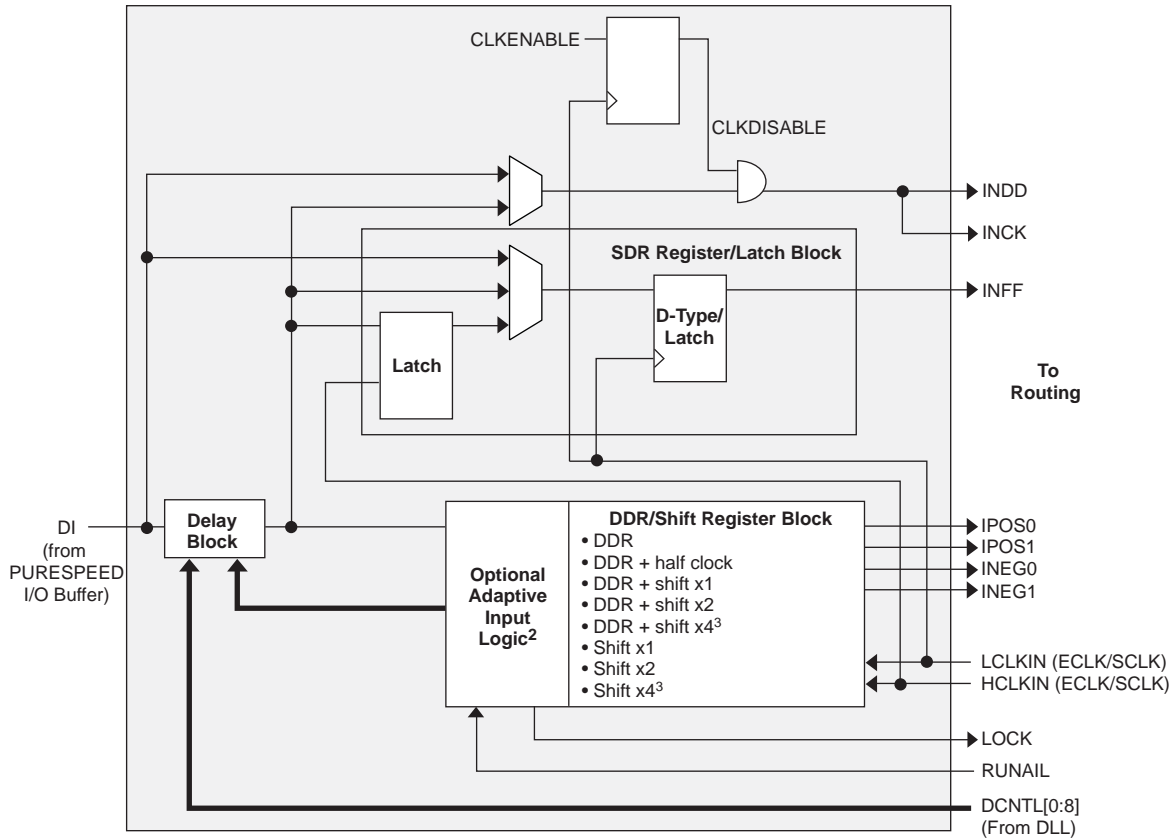 CLKENABLE
CLKDISABLE
INDD
INCK
SDR Register/Latch Block
INFF
D-Type/
Latch
Latch
To
Routing
DI
(from
PURESPEED
I/O Buffer)
Delay
Block
Optional
Adaptive
Input
Logic²
DDR/Shift Register Block
• DDR
• DDR + half clock
• DDR + shift x1
• DDR + shift x2
• DDR + shift x4³
• Shift x1
• Shift x2
• Shift x4³
IPOS0
IPOS1
INEG0
INEG1
LCLKIN (ECLK/SCLK)
HCLKIN (ECLK/SCLK)
LOCK
RUNAIL
DCNTL[0:8]
(From DLL)